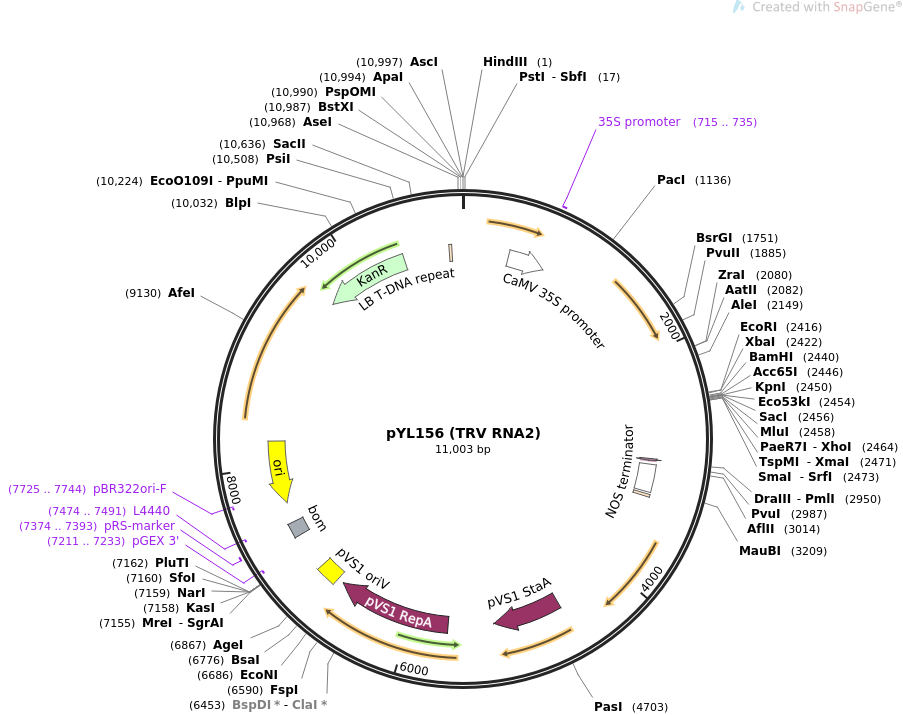 Created with SnapGene®
(10,997) AscI
(10,994) ApaI
(10,990) PspOMI
(10,987) BstXI
(10,968) AseI
(10,636) SacII
(10,508) PsiI
(10,224) EcoO109I - PpuMI
(10,032) BlpI
(9130) AfeI
HindIII (1)
PstI - SbfI (17)
35S promoter (715 .. 735)
PacI (1136)
BsrGI (1751)
PvuII (1885)
ZraI (2080)
AatII (2082)
AleI (2149)
EcoRI (2416)
XbaI (2422)
BamHI (2440)
Acc65I (2446)
KpnI (2450)
Eco53kI (2454)
SacI (2456)
MluI (2458)
PaeR7I - XhoI (2464)
TspMI - XmaI (2471)
SmaI - SrfI (2473)
DraIII - PmlI (2950)
PvuI (2987)
AflII (3014)
MauBI (3209)
PasI (4703)
(7725 .. 7744) pBR322ori-F
(7474 .. 7491) L4440
(7374 .. 7393) pRS-marker
(7211 .. 7233) pGEX 3'
(7162) PluTI
(7160) SfoI
(7159) NarI
(7158) KasI
(7155) MreI - SgrAI
(6867) AgeI
(6776) BsaI
(6686) EcoNI
(6590) FspI
(6453) BspDI * - ClaI *
pYL156 (TRV RNA2)
11,003 bp
2000
4000
6000
8000
10,000
KanR
LB T-DNA repeat
CaMV 35S promoter
NOS terminator
pVS1 StaA
pVS1 RepA
pVS1 oriV
bom
ori